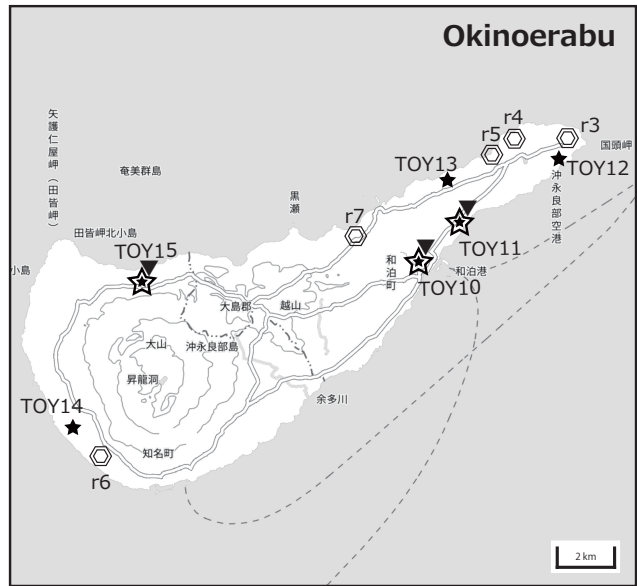 Okinoerabu
r4
r3
r5
国頭岬
TOY13
TOY12
矢護仁屋岬（田皆岬）
奄美群島
黒瀬
沖永良部空港
r7
田皆岬北小島
TOY15
TOY11
小島
和泊町
和泊港
TOY10
大島郡
越山
大山
沖永良部島
昇龍洞
余多川
TOY14
知名町
r6
2 km